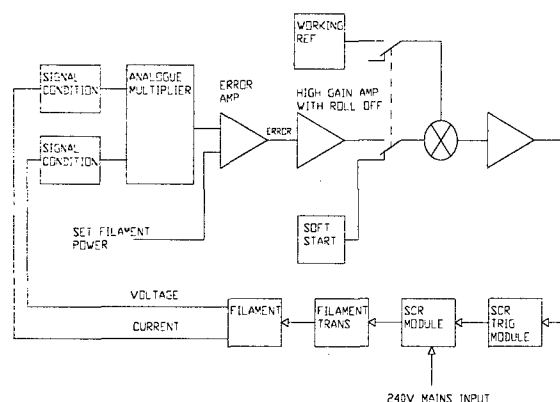 WORKING
REF
SIGNAL
CONDITION
ANALOGUE
MULTIPLIER
ERROR
AMP
HIGH GAIN AMP
WITH ROLL OFF
ERROR
SIGNAL
CONDITION
SET FILAMENT
POWER
SOFT
START
VOLTAGE
CURRENT
FILAMENT
FILAMENT
TRANS
SCR
MODULE
SCR
TRIG
MODULE
240V MAINS INPUT